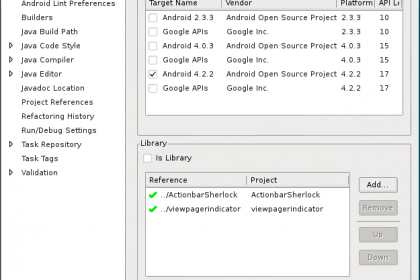 Android Lint Preferences
Builders
Java Build Path
Java Code Style
Java Compiler
Java Editor
Javadoc Location
Project References
Refactoring History
Run/Debug Settings
Task Repository
Task Tags
Validation
Target Name Vendor Platform API Le
Android 2.3.3 Android Open Source Project 2.3.3 10
Google APIs Google Inc. 2.3.3 10
Android 4.0.3 Android Open Source Project 4.0.3 15
Google APIs Google Inc. 4.0.3 15
Android 4.2.2 Android Open Source Project 4.2.2 17
Google APIs Google Inc. 4.2.2 17
Library
Is Library
Reference Project
../ActionbarSherlock ActionbarSherlock
../viewpagerindicator viewpagerindicator
Add...
Remove
Up
Down